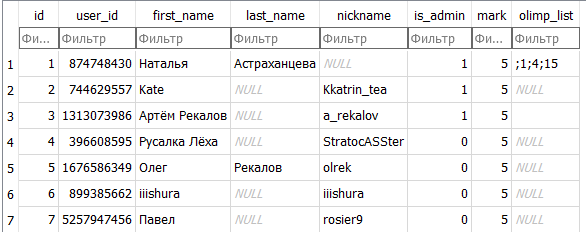 id user_id first_name last_name nickname is_admin mark olimp_list
Фи... Фильтр Фильтр Фильтр Фильтр Фильтр Фи... Фильтр
1 1 874748430 Наталья Астраханцева NULL 1 5 ;1;4;15
2 2 744629557 Kate NULL Kkatrin_tea 1 5 NULL
3 3 1313073986 Артём Рекалов NULL a_rekalov 1 5
4 4 396608595 Русалка Лёха NULL StratocASSter 0 5 NULL
5 5 1676586349 Олег Рекалов olrek 0 5 NULL
6 6 899385662 iiishura NULL iiishura 0 5 NULL
7 7 5257947456 Павел NULL rosier9 0 5 NULL